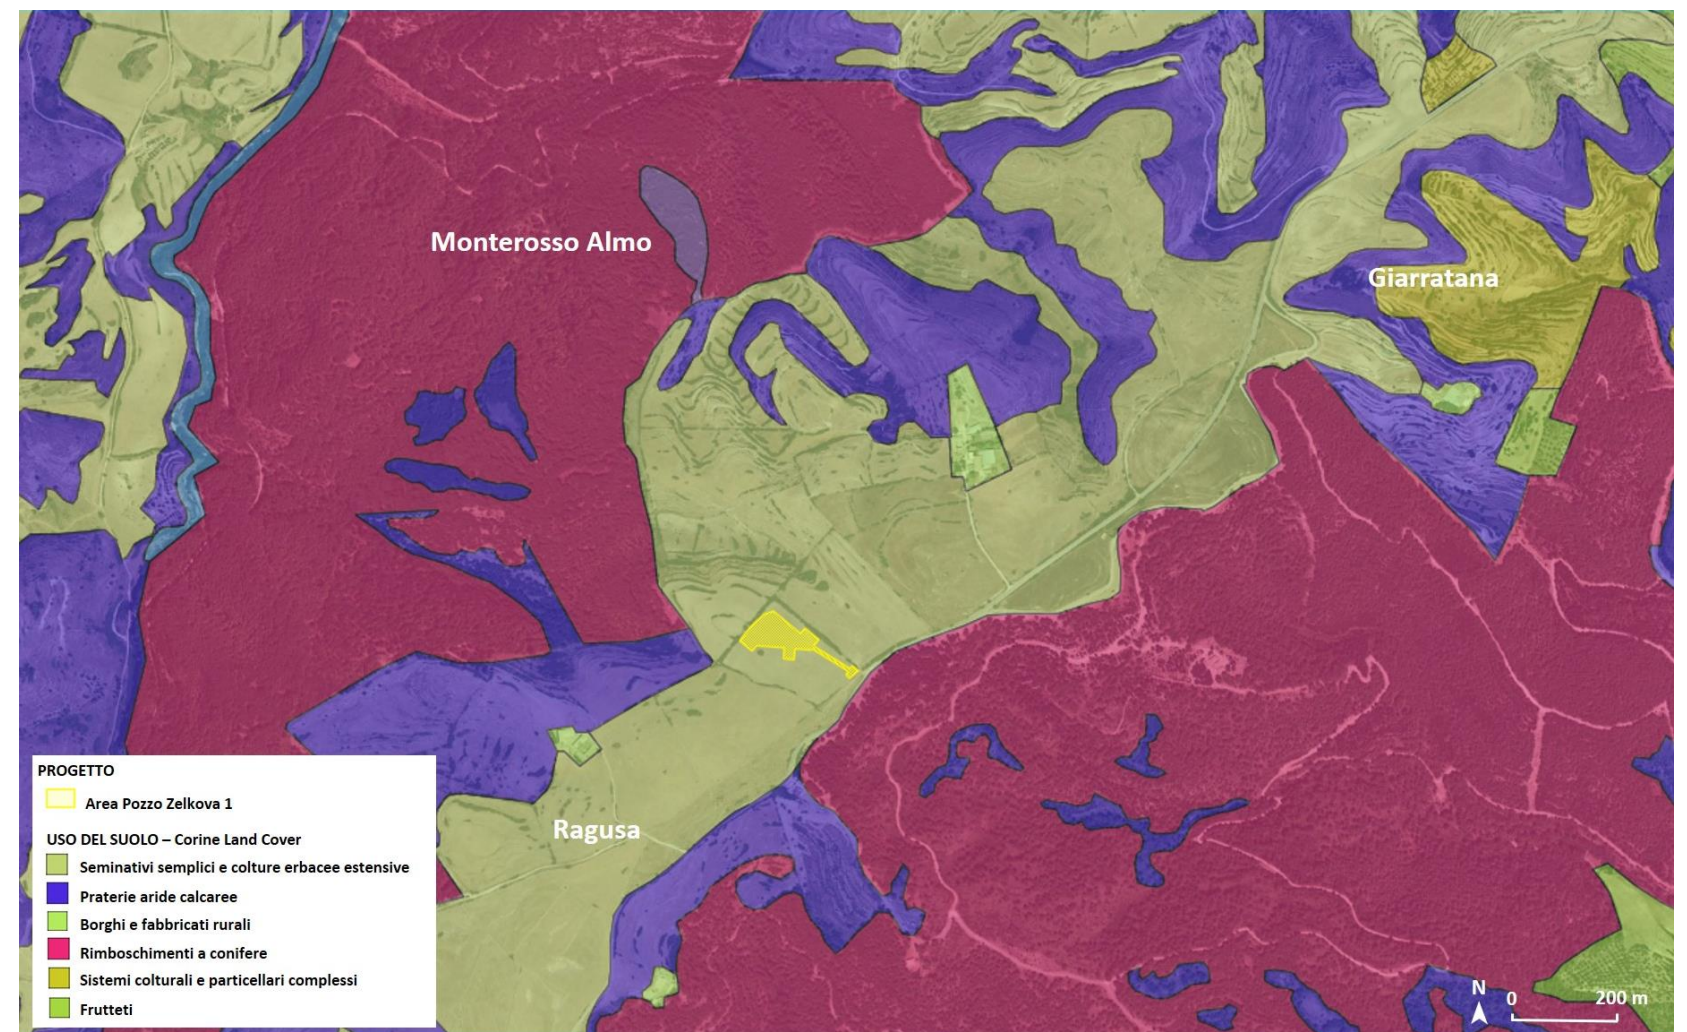 Monterosso Almo
Giarratana
Ragusa
PROGETTO
Area Pozzo Zelkova 1
USO DEL SUOLO – Corine Land Cover
Seminativi semplici e colture erbacee estensive
Praterie aride calcaree
Borghi e fabbricati rurali
Rimboschimenti a conifere
Sistemi colturali e particellari complessi
Frutteti
N
0 200 m